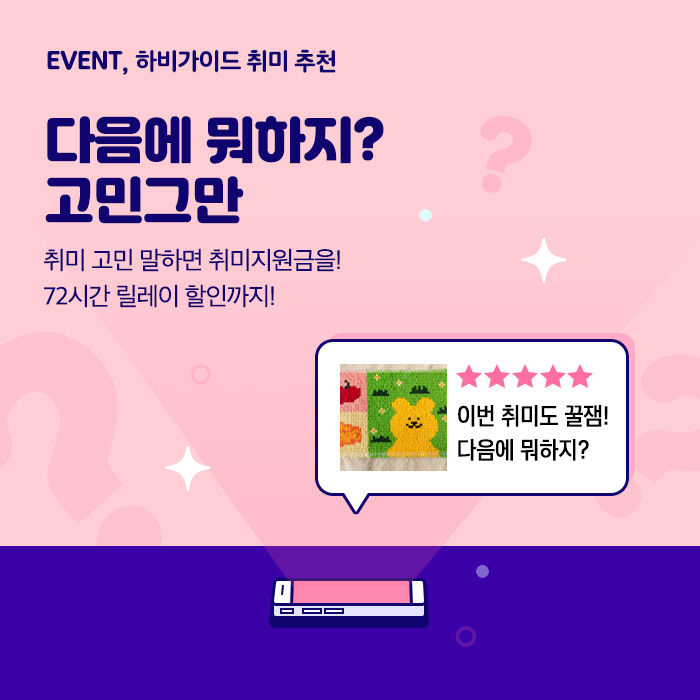 EVENT, 하비가이드 취미 추천
다음에 뭐하지?
고민그만
취미 고민 말하면 취미지원금을!
72시간 릴레이 할인까지!
이번 취미도 꿀잼!
다음에 뭐하지?